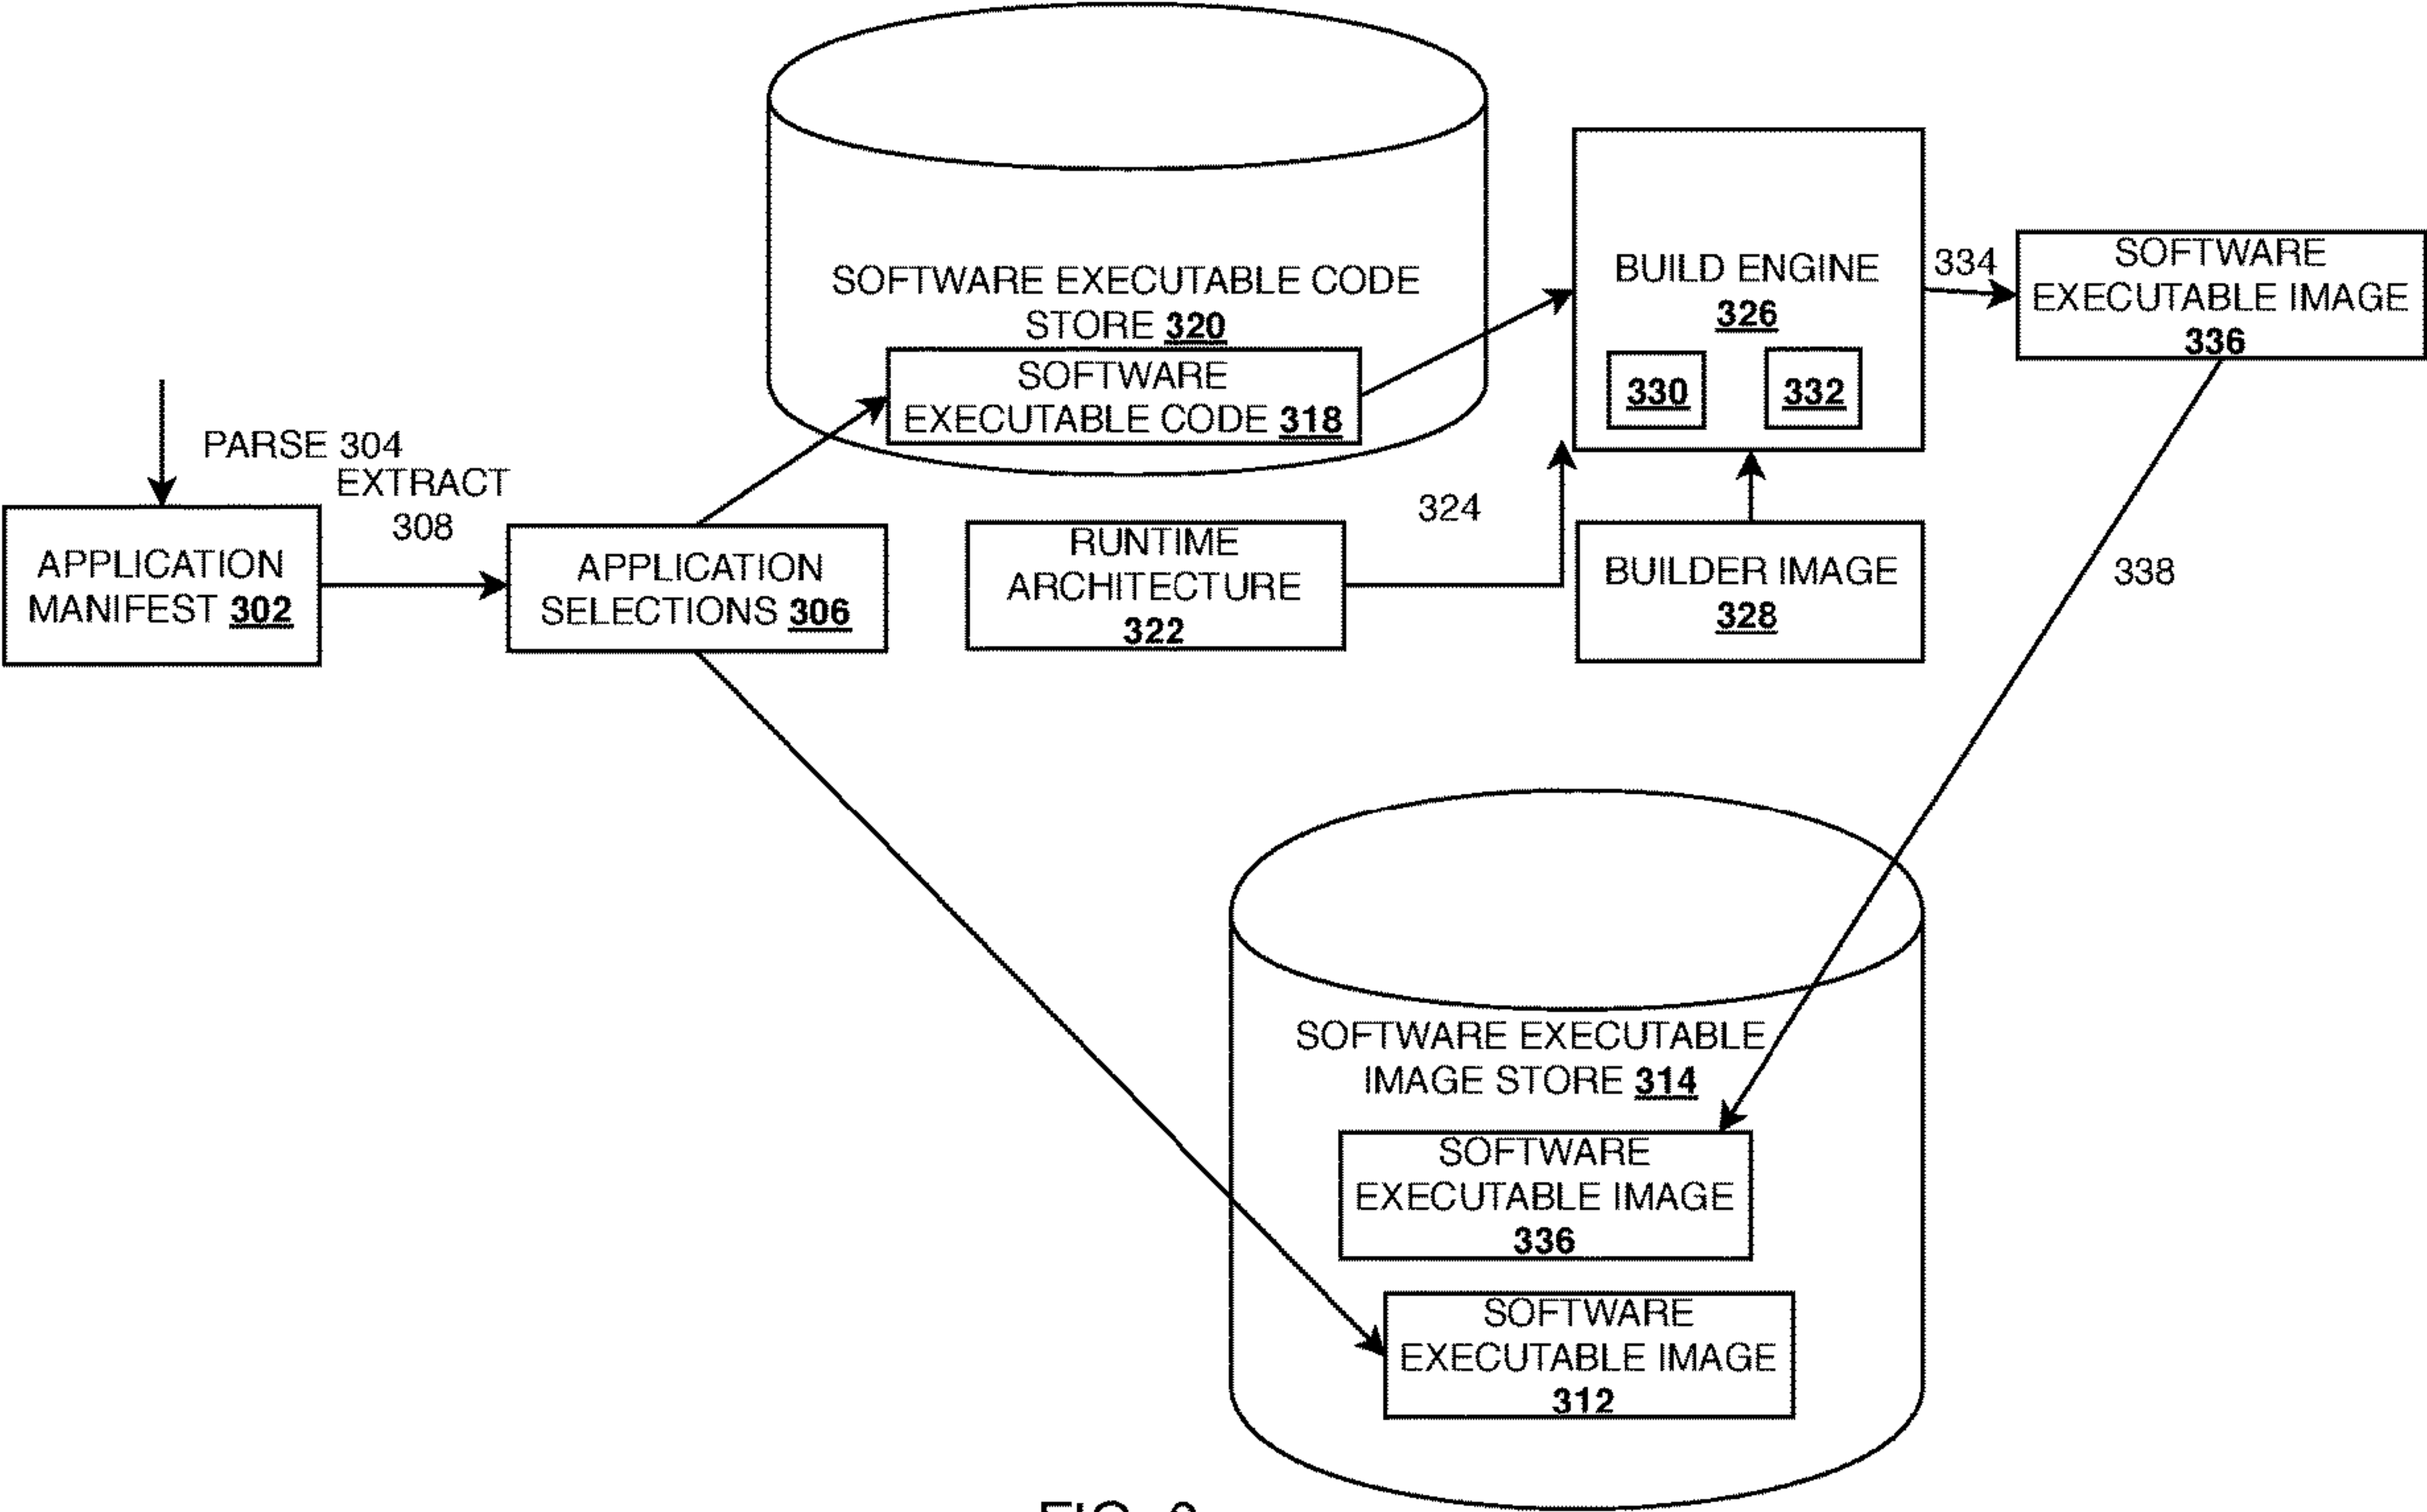 SOFTWARE EXECUTABLE CODE
STORE 320
SOFTWARE
EXECUTABLE CODE 318
BUILD ENGINE
326
330
332
334
SOFTWARE
EXECUTABLE IMAGE
336
PARSE 304
EXTRACT
308
APPLICATION
MANIFEST 302
APPLICATION
SELECTIONS 306
RUNTIME
ARCHITECTURE
322
324
BUILDER IMAGE
328
338
SOFTWARE EXECUTABLE
IMAGE STORE 314
SOFTWARE
EXECUTABLE IMAGE
336
SOFTWARE
EXECUTABLE IMAGE
312